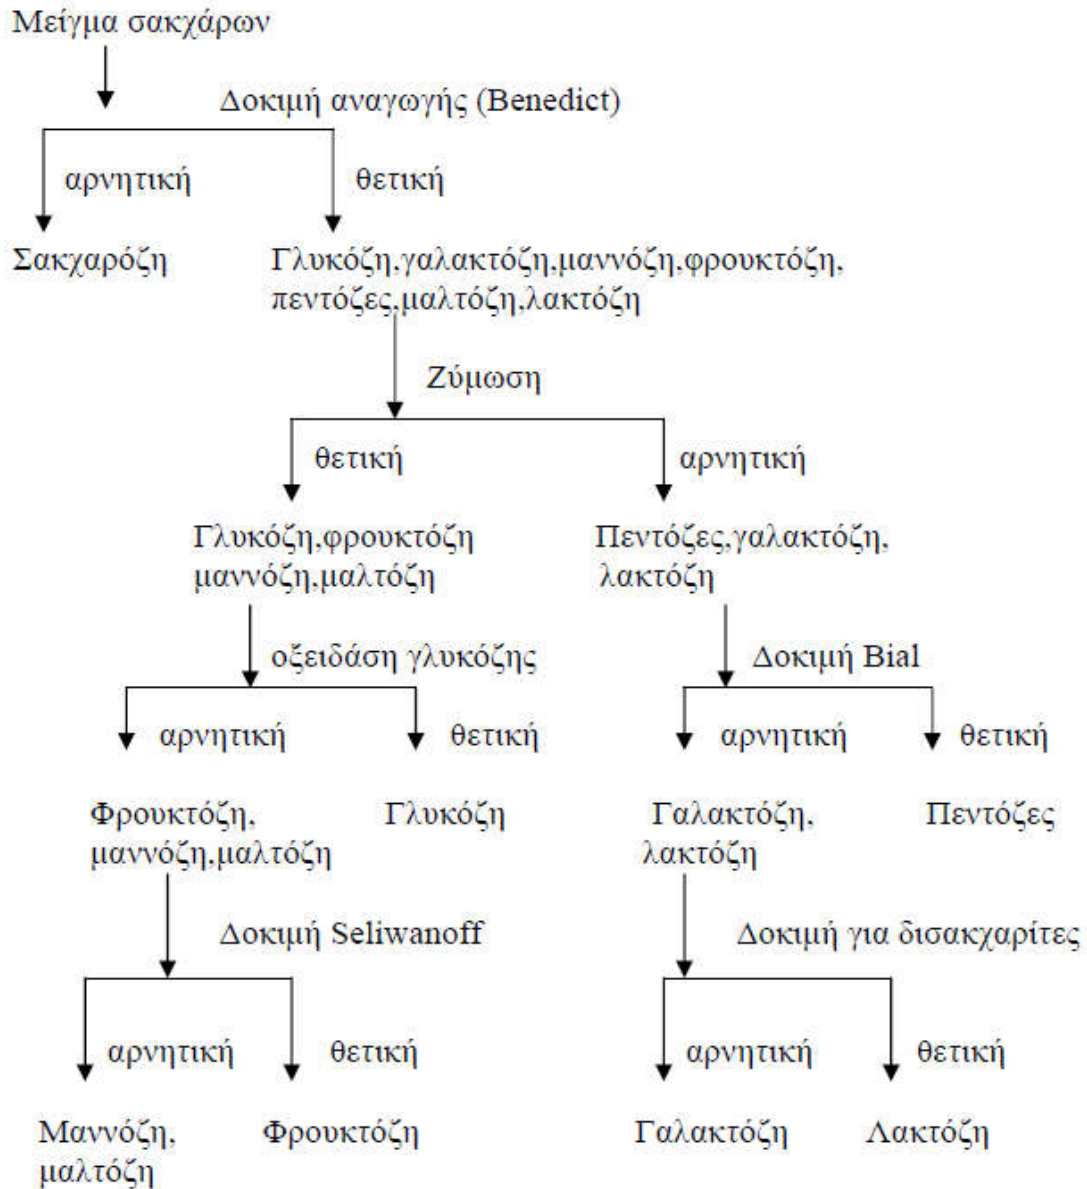 Μείγμα σακχάρων
Δοκιμή αναγωγής (Benedict)
αρνητική
θετική
Σακχαρόζη
Γλυκόζη,γαλακτόζη,μαννόζη,φρουκτόζη,
πεντόζες,μαλτόζη,λακτόζη
Ζύμωση
θετική
αρνητική
Γλυκόζη,φρουκτόζη
μαννόζη,μαλτόζη
Πεντόζες,γαλακτόζη,
λακτόζη
οξειδάση γλυκόζης
Δοκιμή Bial
αρνητική
θετική
αρνητική
θετική
Φρουκτόζη,
μαννόζη,μαλτόζη
Γλυκόζη
Γαλακτόζη,
λακτόζη
Πεντόζες
Δοκιμή Seliwanoff
Δοκιμή για δισακχαρίτες
αρνητική
θετική
αρνητική
θετική
Μαννόζη,
μαλτόζη
Φρουκτόζη
Γαλακτόζη
Λακτόζη